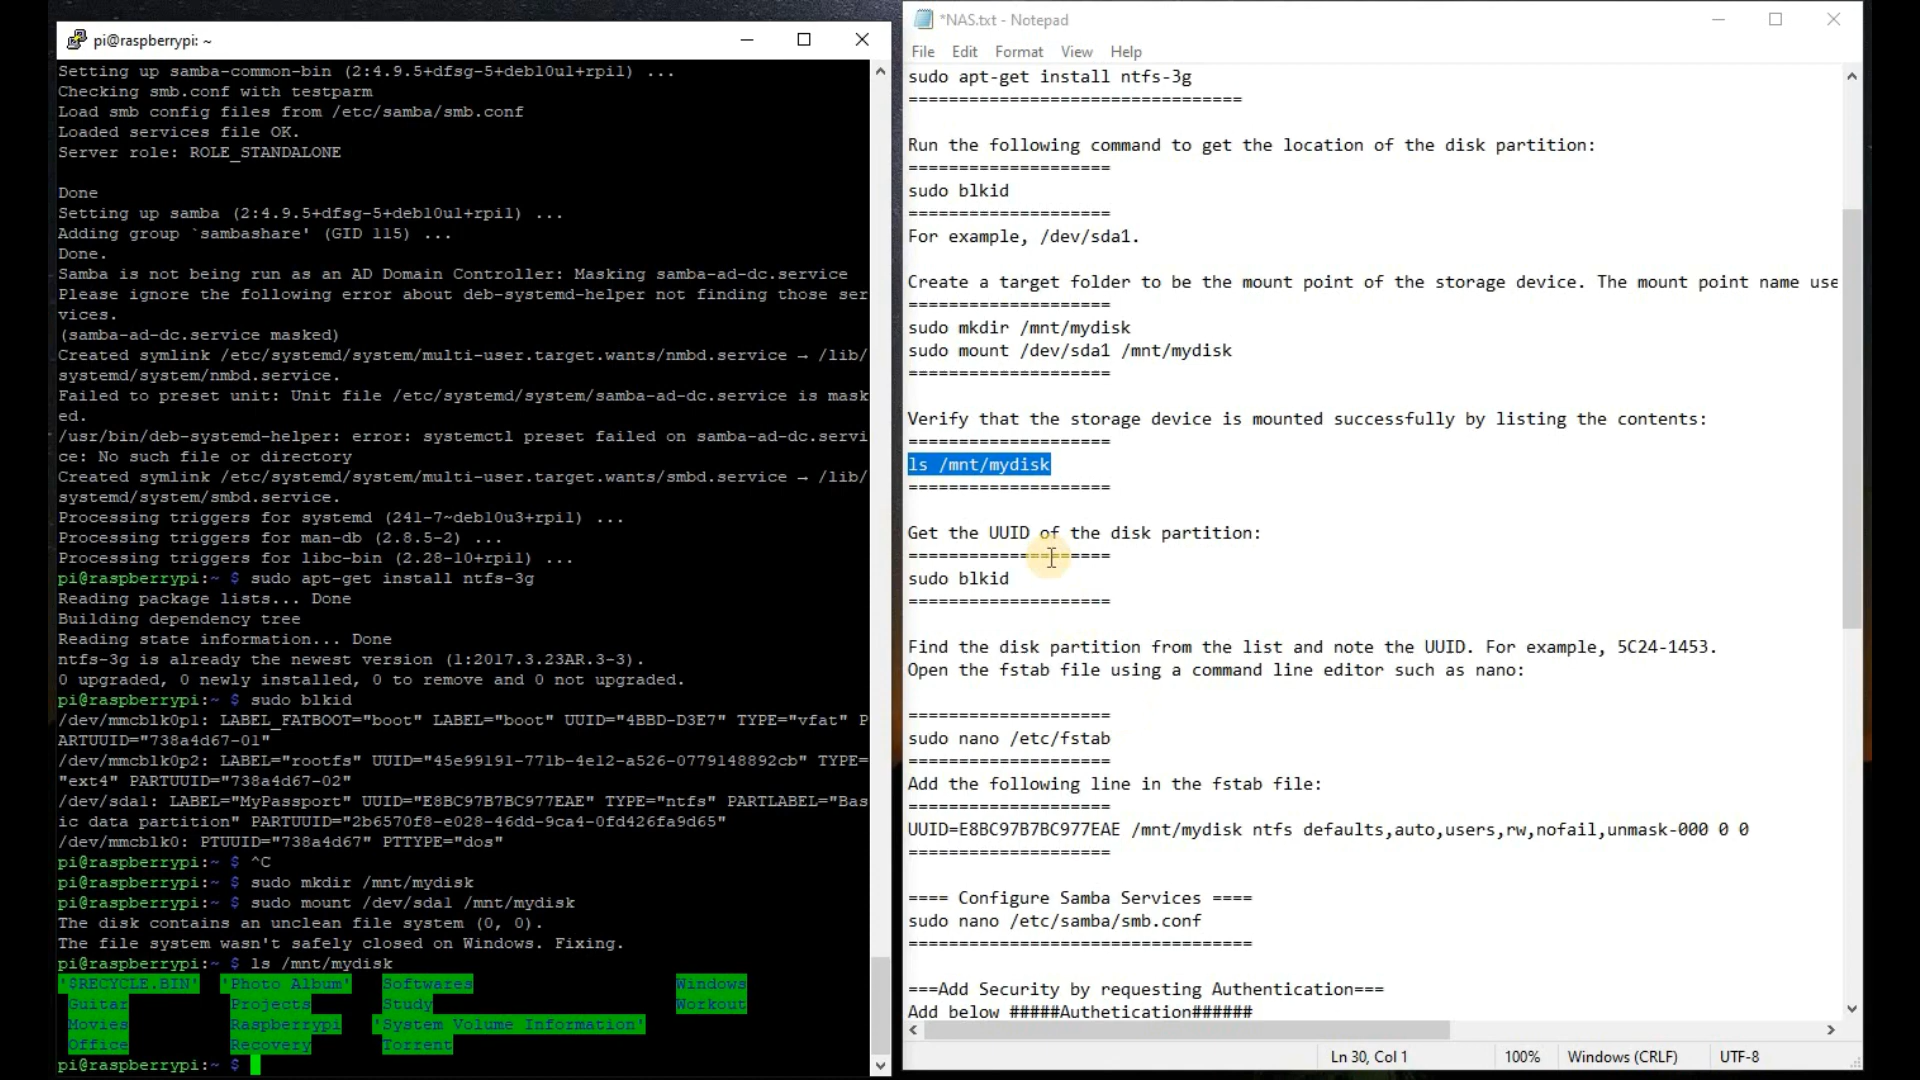 pi@raspberrypi: ~
Setting up samba-common-bin (2:4.9.5+dfsg-5+deb10u1+rpi1) ...
Checking smb.conf with testparm
Load smb config files from /etc/samba/smb.conf
Loaded services file OK.
Server role: ROLE_STANDALONE
Done
Setting up samba (2:4.9.5+dfsg-5+deb10u1+rpi1) ...
Adding group `sambashare' (GID 115) ...
Done.
Samba is not being run as an AD Domain Controller: Masking samba-ad-dc.service
Please ignore the following error about deb-systemd-helper not finding those ser
vices.
(samba-ad-dc.service masked)
Created symlink /etc/systemd/system/multi-user.target.wants/nmbd.service → /lib/
systemd/system/nmbd.service.
Failed to preset unit: Unit file /etc/systemd/system/samba-ad-dc.service is mask
ed.
/usr/bin/deb-systemd-helper: error: systemctl preset failed on samba-ad-dc.servi
ce: No such file or directory
Created symlink /etc/systemd/system/multi-user.target.wants/smbd.service → /lib/
systemd/system/smbd.service.
Processing triggers for systemd (241-7~deb10u3+rpi1) ...
Processing triggers for man-db (2.8.5-2) ...
Processing triggers for libc-bin (2.28-10+rpi1) ...
pi@raspberrypi:~ $ sudo apt-get install ntfs-3g
Reading package lists... Done
Building dependency tree
Reading state information... Done
ntfs-3g is already the newest version (1:2017.3.23AR.3-3).
0 upgraded, 0 newly installed, 0 to remove and 0 not upgraded.
pi@raspberrypi:~ $ sudo blkid
/dev/mmcblk0p1: LABEL_FATBOOT="boot" LABEL="boot" UUID="4BBD-D3E7" TYPE="vfat" P
ARTUUID="738a4d67-01"
/dev/mmcblk0p2: LABEL="rootfs" UUID="45e99191-771b-4e12-a526-0779148892cb" TYPE=
"ext4" PARTUUID="738a4d67-02"
/dev/sda1: LABEL="MyPassport" UUID="E8BC97B7BC977EAE" TYPE="ntfs" PARTLABEL="Bas
ic data partition" PARTUUID="2b6570f8-e028-46dd-9ca4-0fd426fa9d65"
/dev/mmcblk0: PTUUID="738a4d67" PTTYPE="dos"
pi@raspberrypi:~ $ ^C
pi@raspberrypi:~ $ sudo mkdir /mnt/mydisk
pi@raspberrypi:~ $ sudo mount /dev/sda1 /mnt/mydisk
The disk contains an unclean file system (0, 0).
The file system wasn't safely closed on Windows. Fixing.
pi@raspberrypi:~ $ ls /mnt/mydisk
'$RECYCLE.BIN' 'Photo Album' Softwares Windows
Guitar Projects Study Workout
Movies Raspberrypi 'System Volume Information'
Office Recovery Torrent
pi@raspberrypi:~ $
*NAS.txt - Notepad
File Edit Format View Help
sudo apt-get install ntfs-3g
=================================
Run the following command to get the location of the disk partition:
====================
sudo blkid
====================
For example, /dev/sda1.
Create a target folder to be the mount point of the storage device. The mount point name use
====================
sudo mkdir /mnt/mydisk
sudo mount /dev/sda1 /mnt/mydisk
====================
Verify that the storage device is mounted successfully by listing the contents:
====================
ls /mnt/mydisk
====================
Get the UUID of the disk partition:
====================
sudo blkid
====================
Find the disk partition from the list and note the UUID. For example, 5C24-1453.
Open the fstab file using a command line editor such as nano:
====================
sudo nano /etc/fstab
====================
Add the following line in the fstab file:
====================
UUID=E8BC97B7BC977EAE /mnt/mydisk ntfs defaults,auto,users,rw,nofail,unmask-000 0 0
====================
==== Configure Samba Services ====
sudo nano /etc/samba/smb.conf
==================================
===Add Security by requesting Authentication===
Add below #####Authetication######
Ln 30, Col 1 100% Windows (CRLF) UTF-8